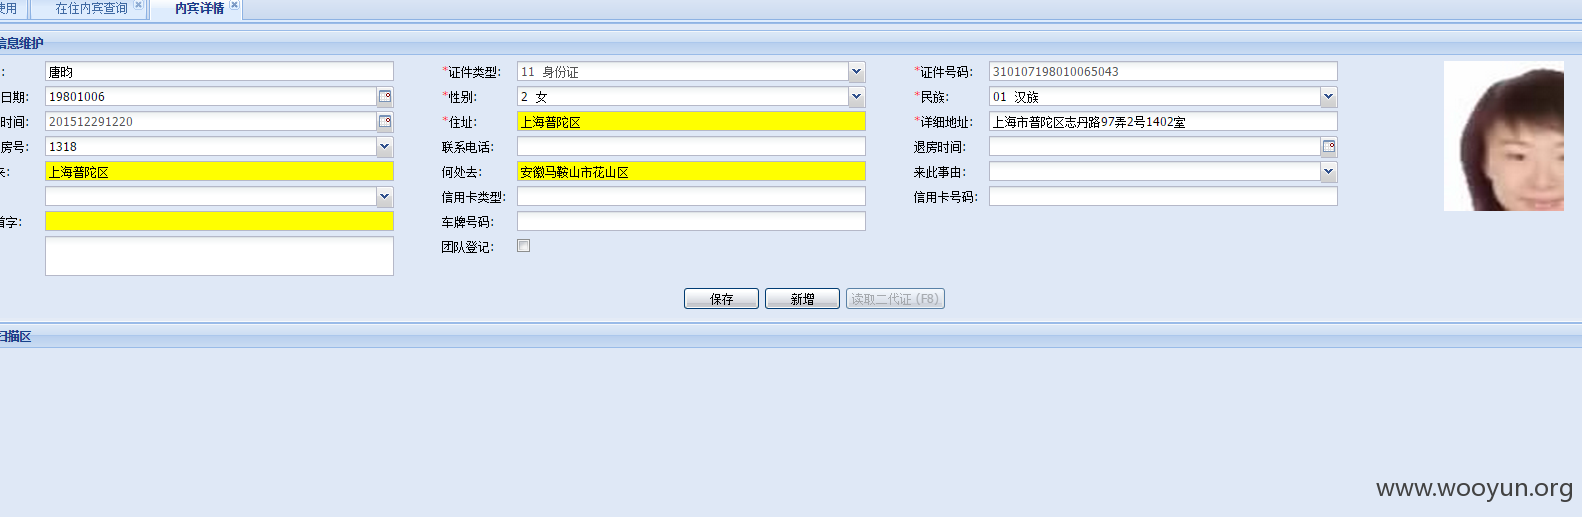 使用 在住内宾查询 内宾详情
信息维护
: 唐昀 *证件类型: 11 身份证 *证件号码: 310107198010065043
日期: 19801006 *性别: 2 女 *民族: 01 汉族
时间: 201512291220 *住址: 上海普陀区 *详细地址: 上海市普陀区志丹路97弄2号1402室
房号: 1318 联系电话: 退房时间:
来: 上海普陀区 何处去: 安徽马鞍山市花山区 来此事由:
信用卡类型: 信用卡号码:
首字: 车牌号码:
团队登记:
保存 新增 读取二代证 (F8)
扫描区
www.wooyun.org